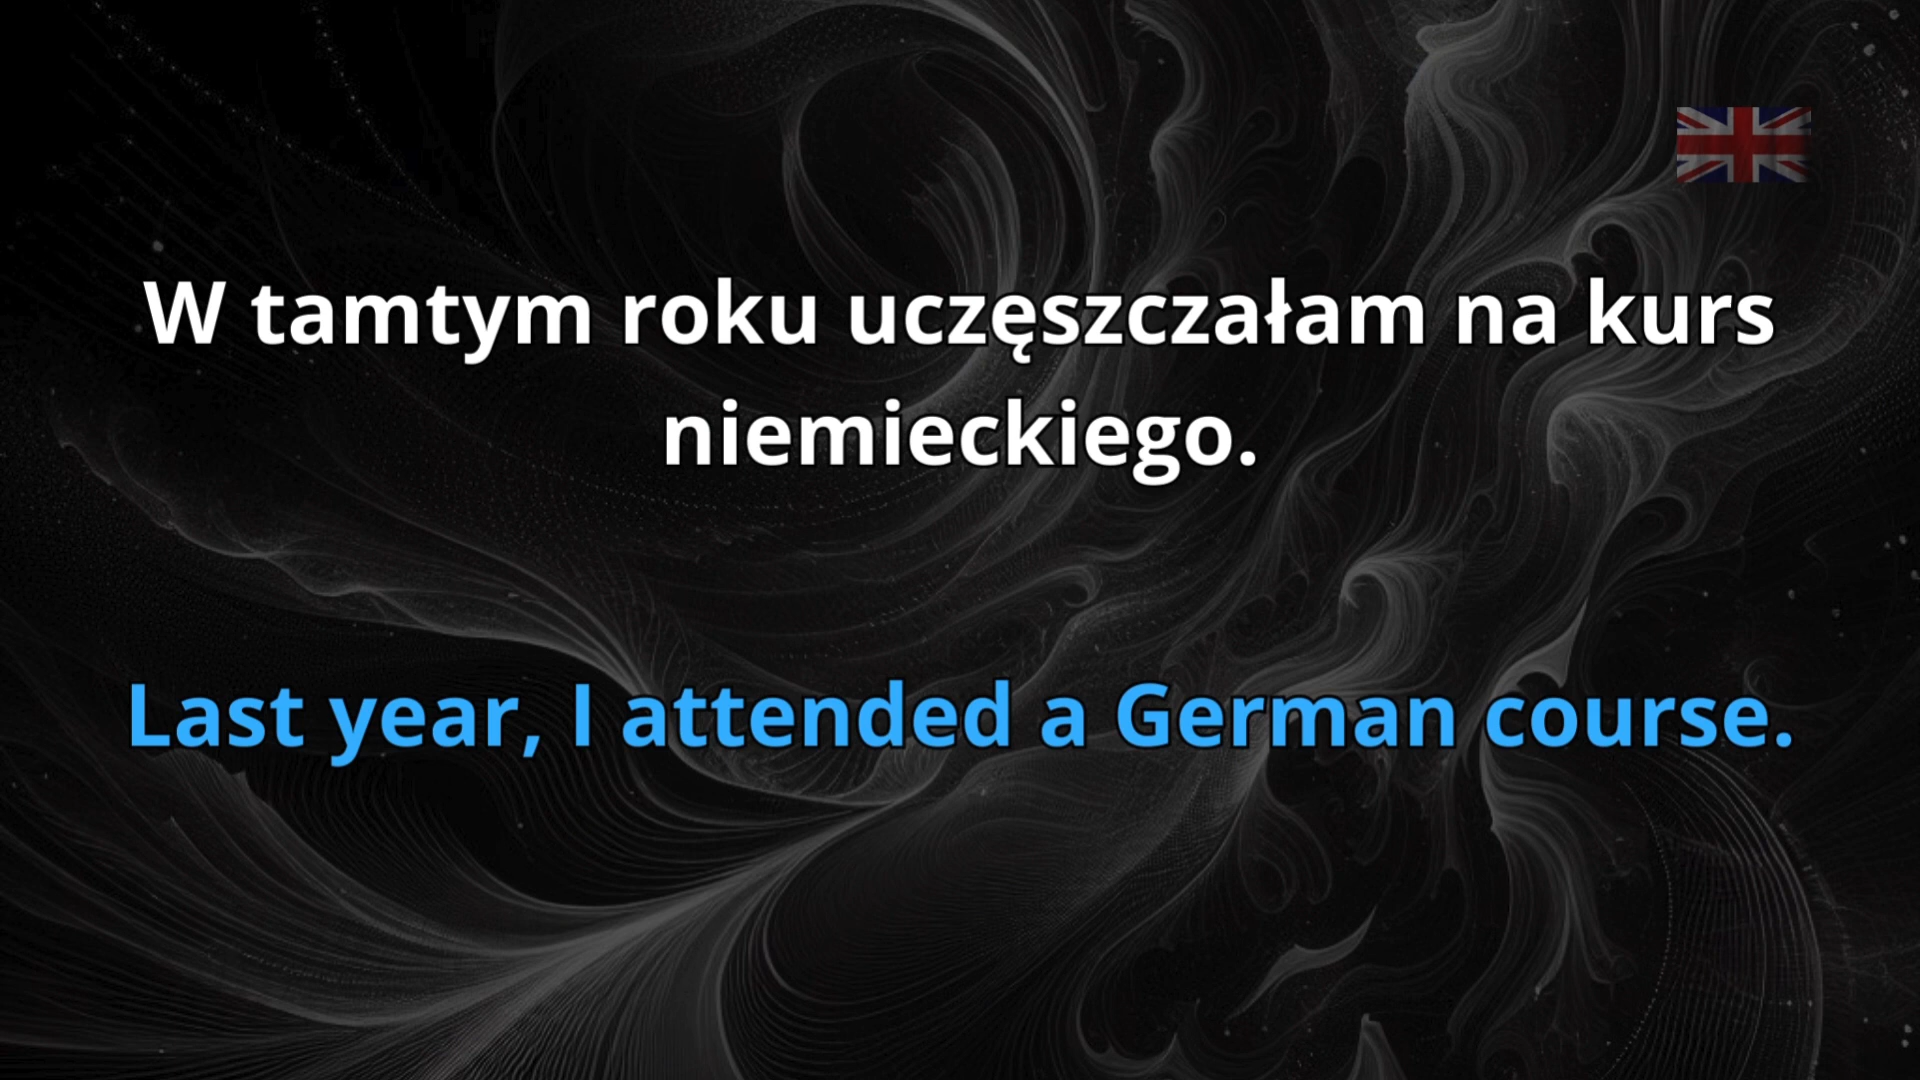 W tamtym roku uczęszczałam na kurs
niemieckiego.
Last year, I attended a German course.